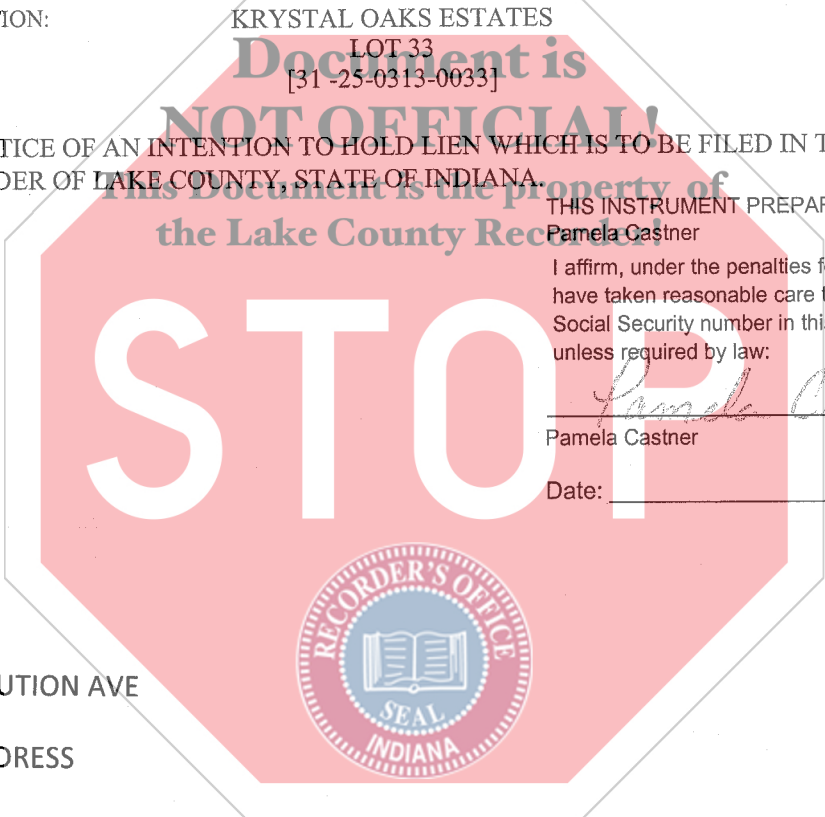 TION: KRYSTAL OAKS ESTATES
LOT 33
[31 -25-0313-0033]
Document is
NOT OFFICIAL!
This Document is the property of
the Lake County Recorder!
TICE OF AN INTENTION TO HOLD LIEN WHICH IS TO BE FILED IN T
DER OF LAKE COUNTY, STATE OF INDIANA.
THIS INSTRUMENT PREPAR
Pamela Castner
I affirm, under the penalties f
have taken reasonable care t
Social Security number in this
unless required by law:
Pamela C
Pamela Castner
Date:
STOP
RECORDER'S OFFICE
SEAL
INDIANA
UTION AVE
DRESS